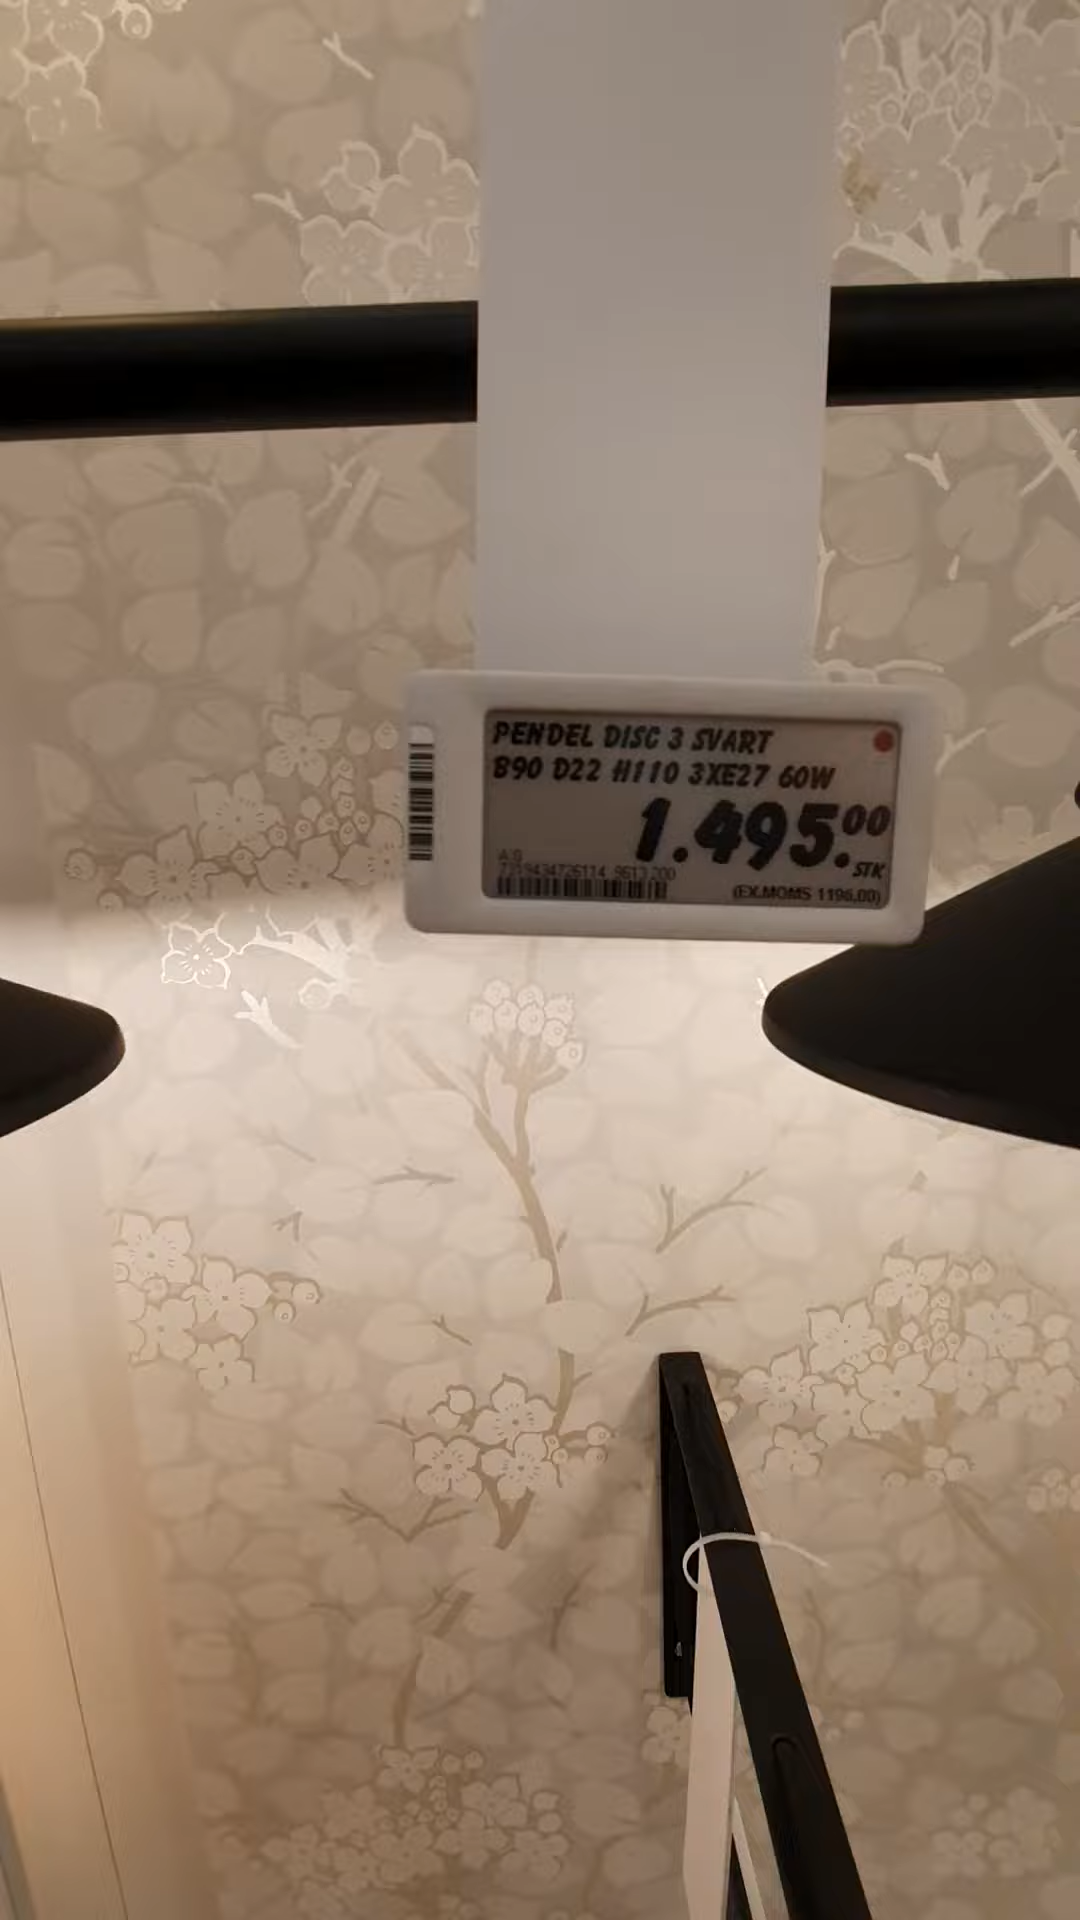 PENDEL DISC 3 SVART
B90 D22 H110 3XE27 60W
1.495.00
STK
(EX.MOMS 1196,00)